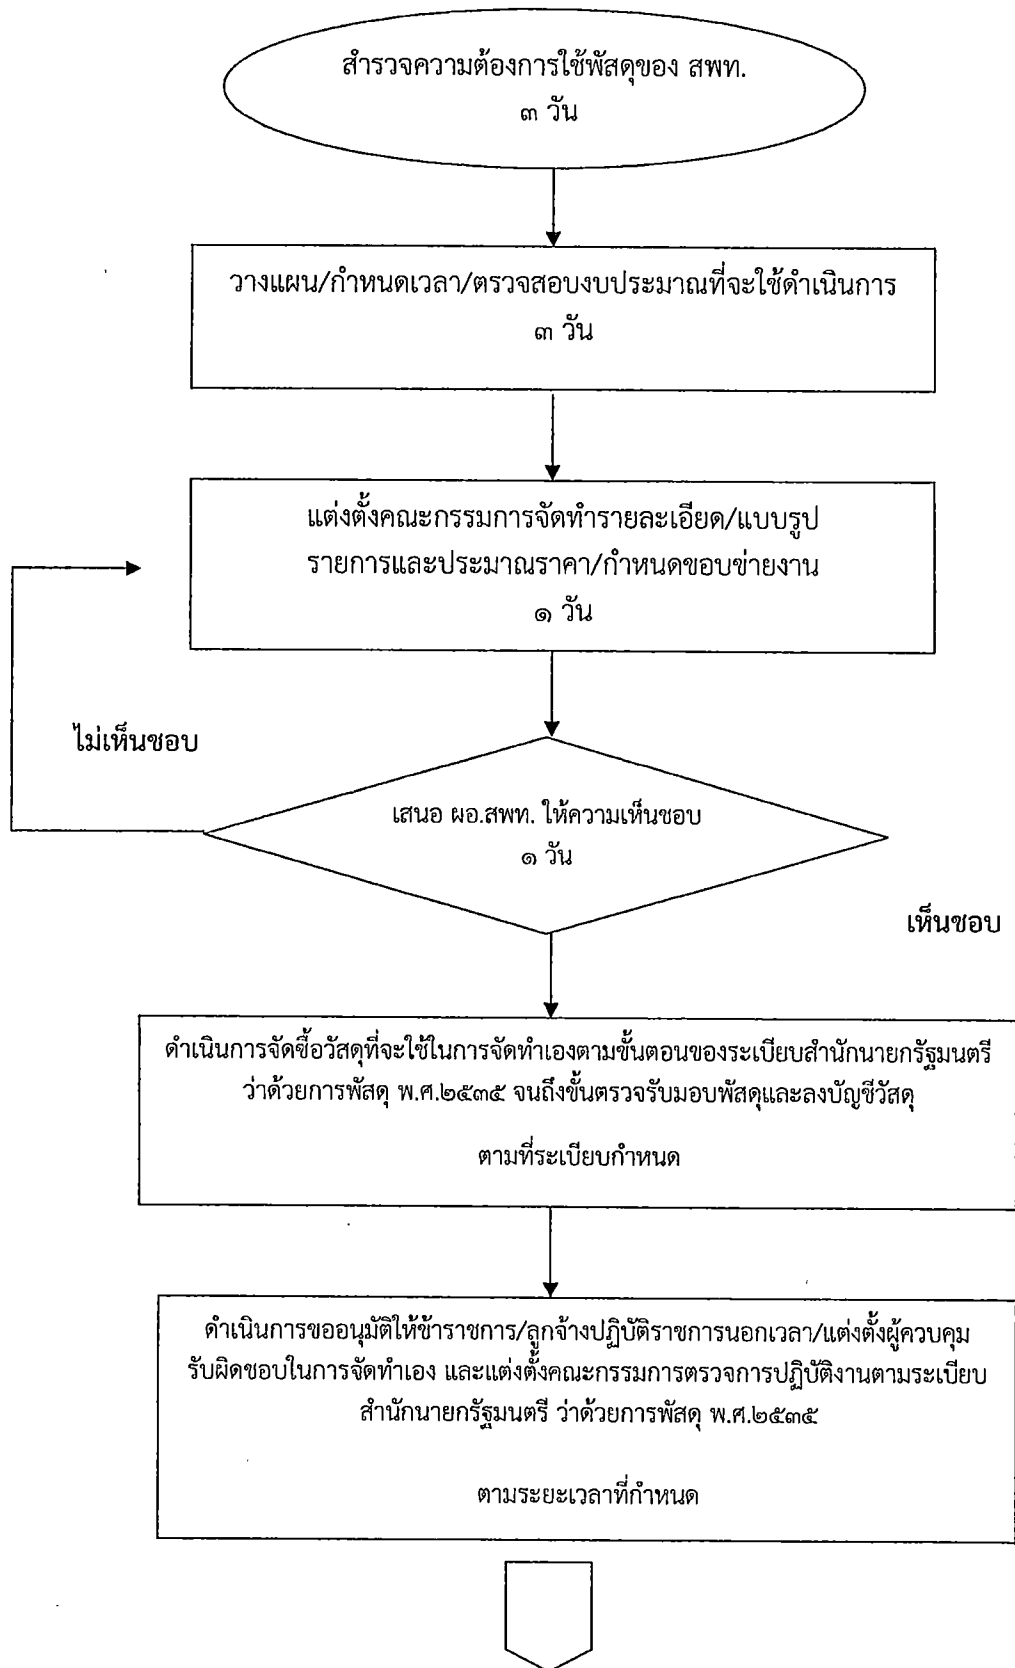 สำรวจความต้องการใช้พัสดุของ สพท.
๓ วัน
วางแผน/กำหนดเวลา/ตรวจสอบงบประมาณที่จะใช้ดำเนินการ
๓ วัน
แต่งตั้งคณะกรรมการจัดทำรายละเอียด/แบบรูป
รายการและประมาณราคา/กำหนดขอบข่ายงาน
๑ วัน
ไม่เห็นชอบ
เสนอ ผอ.สพท. ให้ความเห็นชอบ
๑ วัน
เห็นชอบ
ดำเนินการจัดซื้อวัสดุที่จะใช้ในการจัดทำเองตามขั้นตอนของระเบียบสำนักนายกรัฐมนตรี
ว่าด้วยการพัสดุ พ.ศ.๒๕๓๕ จนถึงขั้นตรวจรับมอบพัสดุและลงบัญชีวัสดุ
ตามที่ระเบียบกำหนด
ดำเนินการขออนุมัติให้ข้าราชการ/ลูกจ้างปฏิบัติราชการนอกเวลา/แต่งตั้งผู้ควบคุม
รับผิดชอบในการจัดทำเอง และแต่งตั้งคณะกรรมการตรวจการปฏิบัติงานตามระเบียบ
สำนักนายกรัฐมนตรี ว่าด้วยการพัสดุ พ.ศ.๒๕๓๕
ตามระยะเวลาที่กำหนด